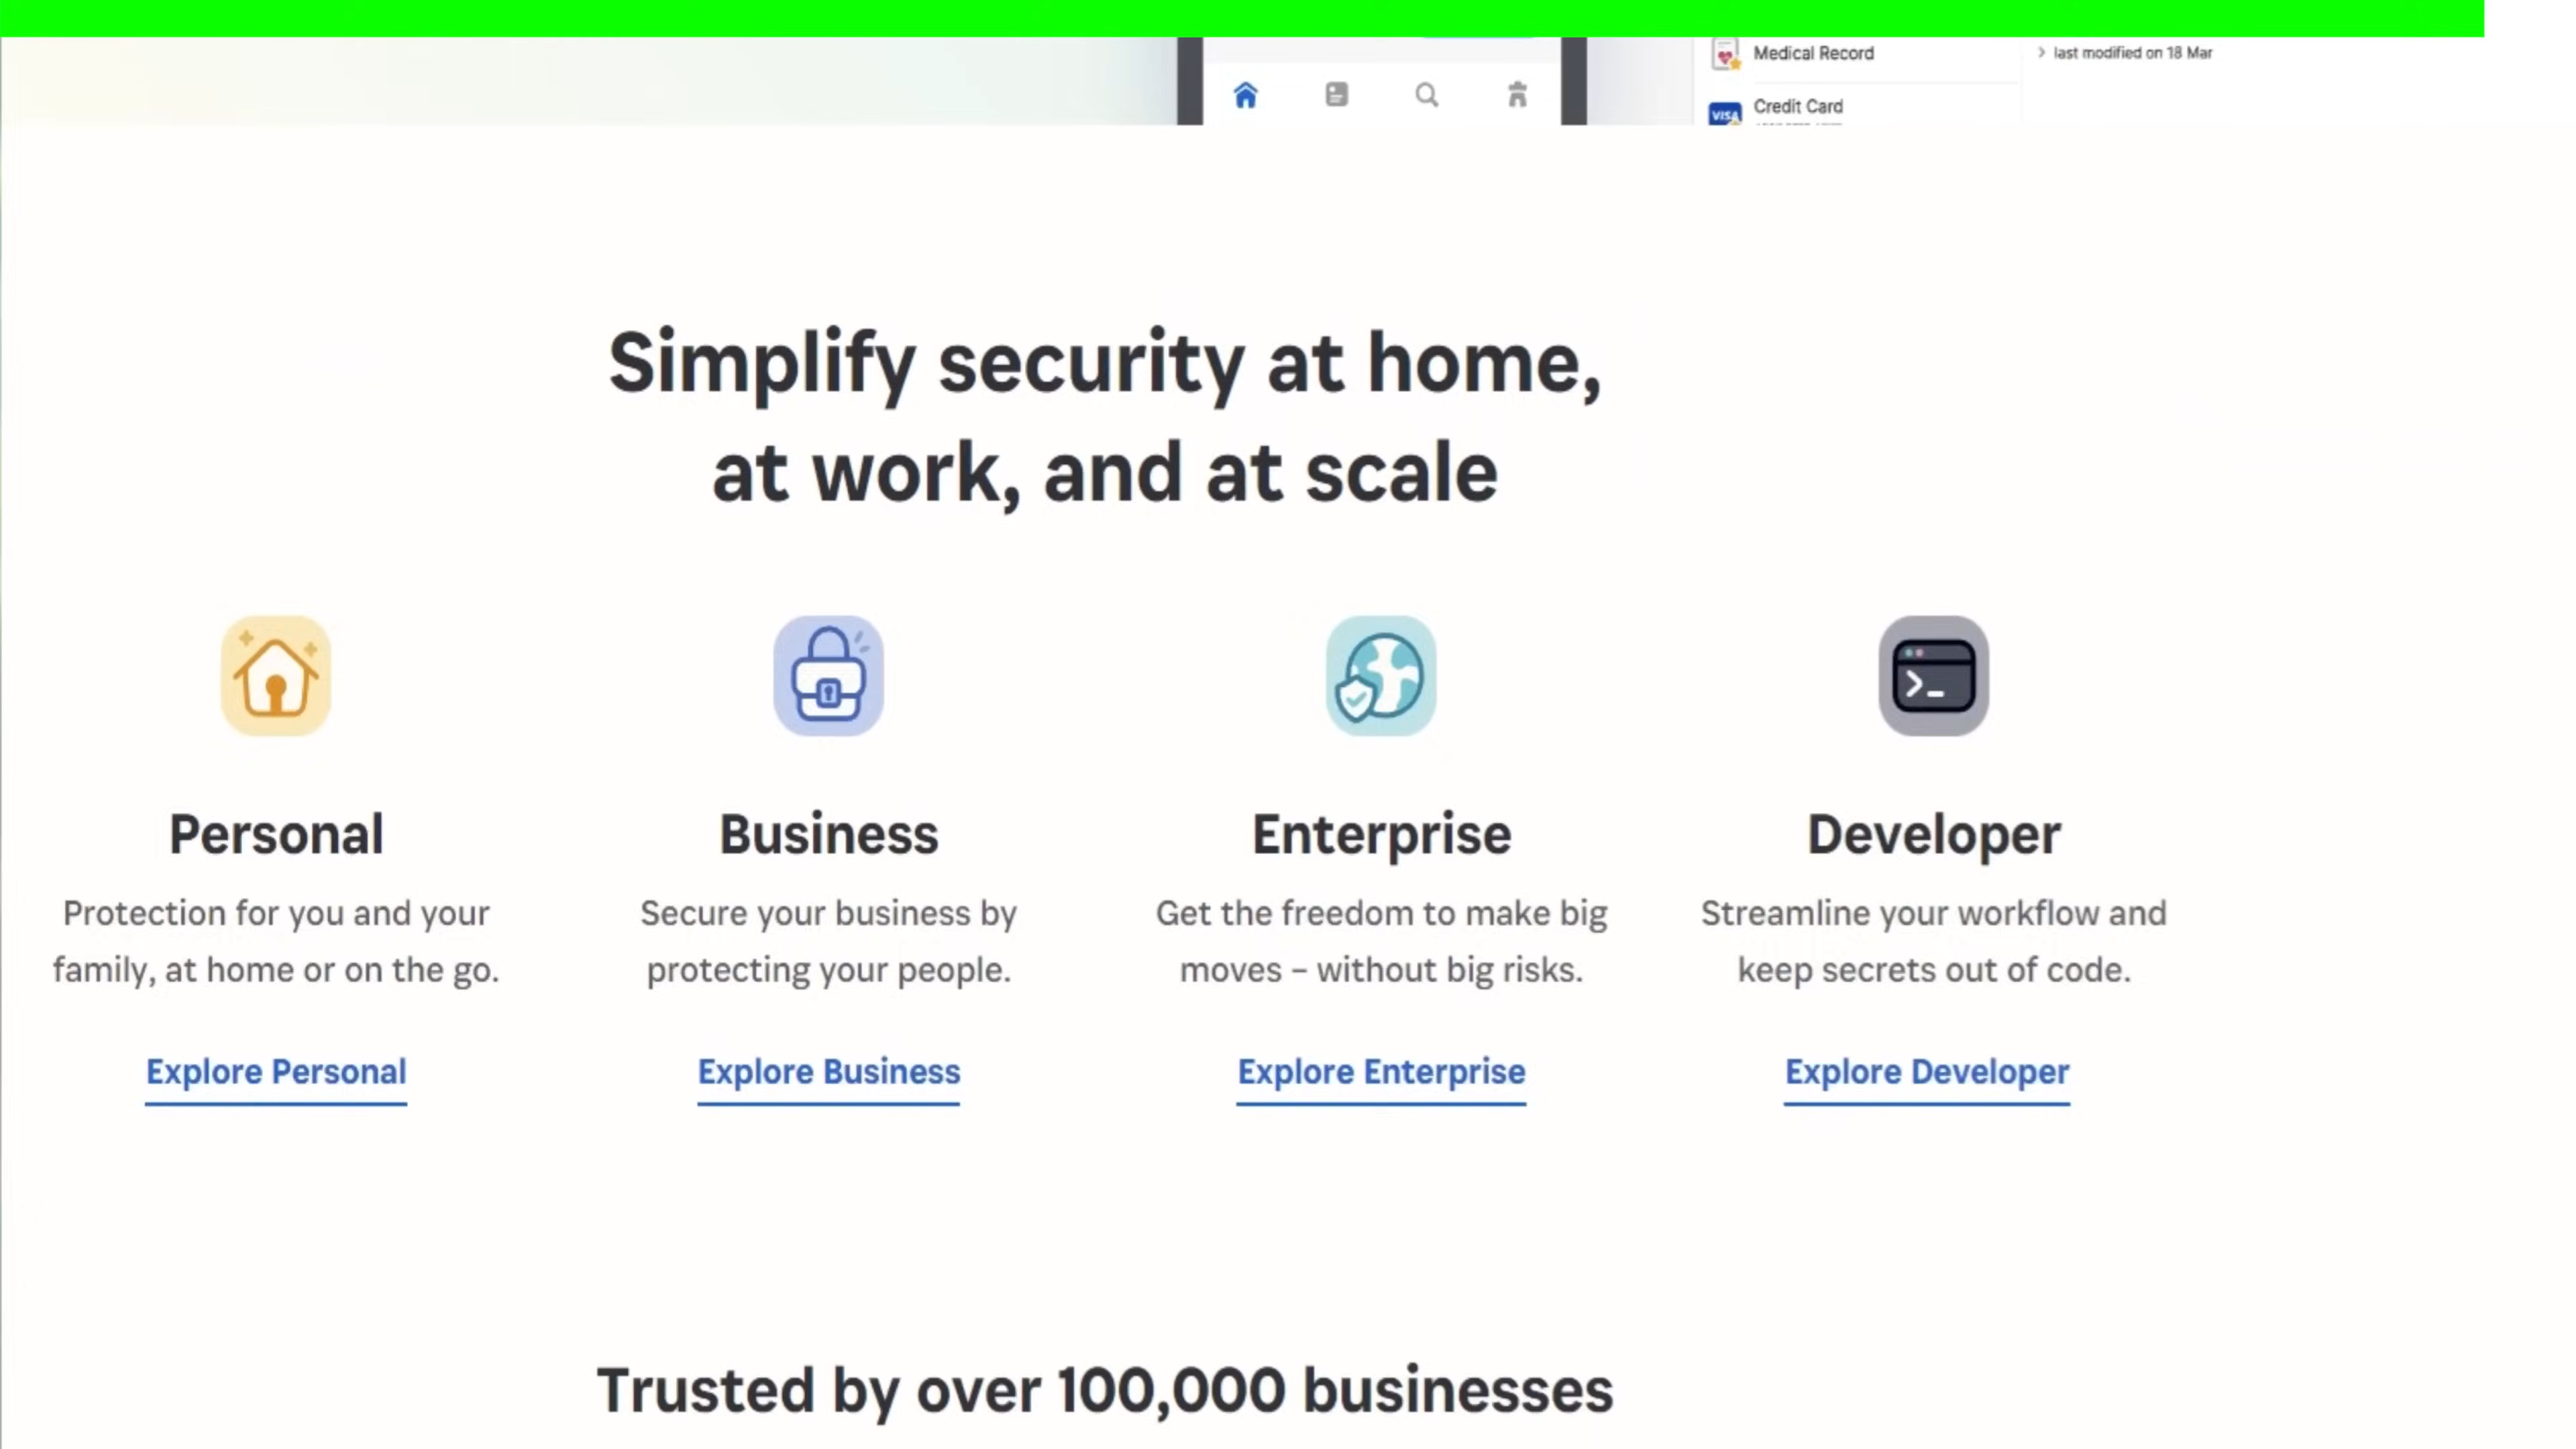 Medical Record
> last modified on 18 Mar
Credit Card
VISA
Simplify security at home,
at work, and at scale
Personal
Business
Enterprise
Developer
Protection for you and your
family, at home or on the go.
Secure your business by
protecting your people.
Get the freedom to make big
moves – without big risks.
Streamline your workflow and
keep secrets out of code.
Explore Personal
Explore Business
Explore Enterprise
Explore Developer
Trusted by over 100,000 businesses